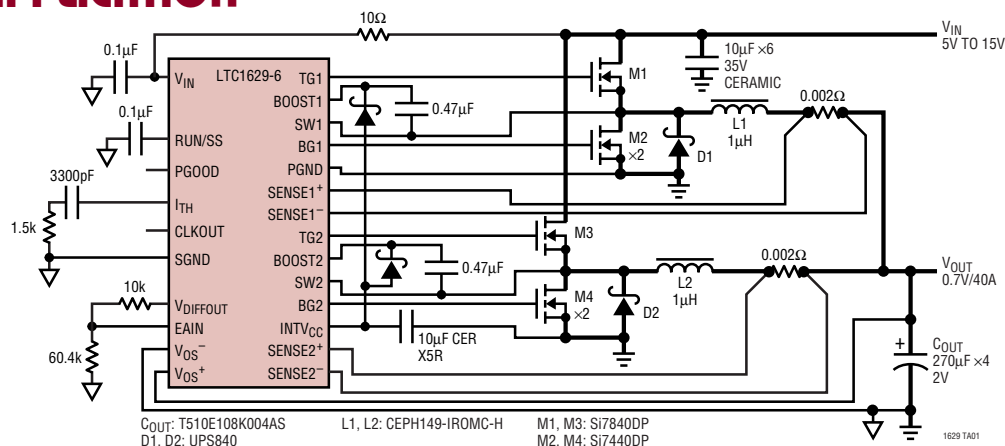 10Ω
VIN
5V TO 15V
0.1µF
10µF ×6
35V
CERAMIC
VIN
LTC1629-6
TG1
M1
BOOST1
0.47µF
0.002Ω
0.1µF
SW1
L1
1µH
RUN/SS
BG1
M2
×2
D1
PGND
PGOOD
SENSE1+
3300pF
ITH
SENSE1−
1.5k
TG2
M3
CLKOUT
BOOST2
0.002Ω
SGND
0.47µF
VOUT
0.7V/40A
SW2
L2
1µH
10k
VDIFFOUT
BG2
M4
×2
D2
EAIN
INTVCC
10µF CER
X5R
60.4k
VOS−
SENSE2+
COUT
270µF ×4
2V
+
VOS+
SENSE2−
COUT: T510E108K004AS
L1, L2: CEPH149-IROMC-H
M1, M3: Si7840DP
D1, D2: UPS840
M2, M4: Si7440DP
1629 TA01